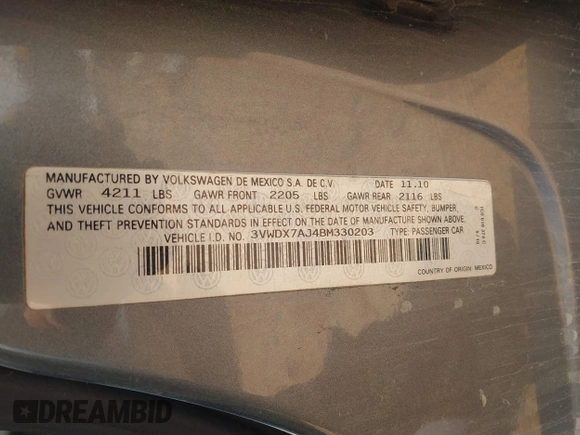 MANUFACTURED BY VOLKSWAGEN DE MEXICO S.A. DE C.V. DATE 11.10
GVWR 4211 LBS GAWR FRONT 2205 LBS GAWR REAR 2116 LBS
THIS VEHICLE CONFORMS TO ALL APPLICABLE U.S. FEDERAL MOTOR VEHICLE SAFETY, BUMPER,
AND THEFT PREVENTION STANDARDS IN EFFECT ON THE DATE OF MANUFACTURE SHOWN ABOVE.
VEHICLE I.D. NO. 3VWDX7AJ4BM330203 TYPE: PASSENGER CAR
COUNTRY OF ORIGIN: MEXICO
DREAMBID